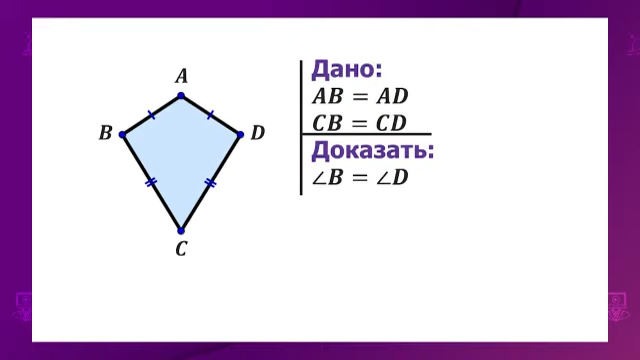 A
B
D
C
Дано:
AB = AD
CB = CD
Доказать:
∠B = ∠D